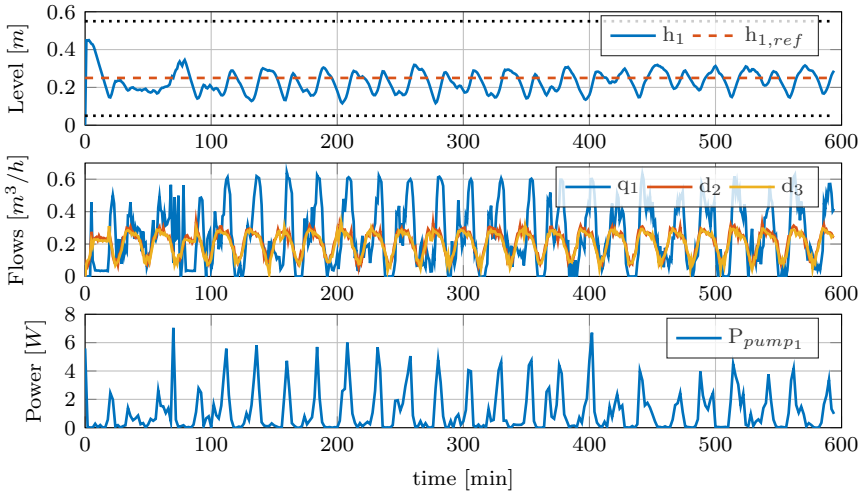 Level [m]
0 0.2 0.4 0.6
0 100 200 300 400 500 600
h₁ h₁,ref
Flows [m³/h]
0 0.2 0.4 0.6
0 100 200 300 400 500 600
q₁ d₂ d₃
Power [W]
0 2 4 6 8
0 100 200 300 400 500 600
P_pump₁
time [min]